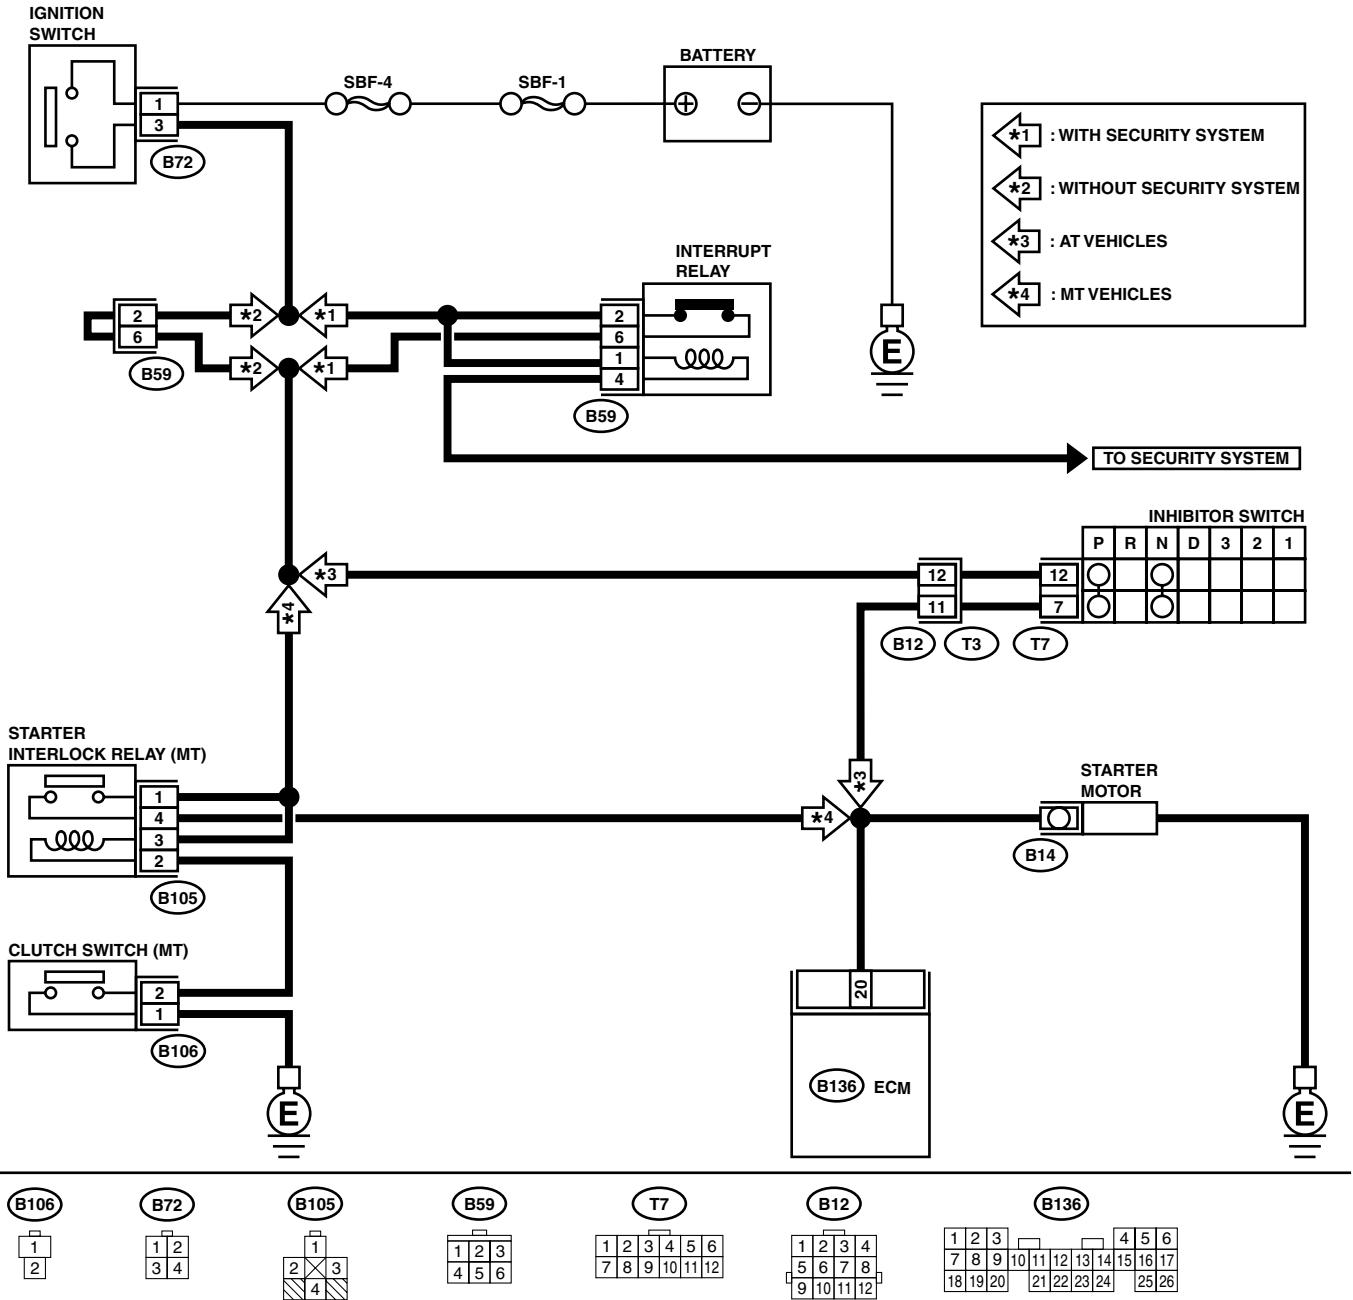 IGNITION
SWITCH
1
3
B72
SBF-4
SBF-1
BATTERY
+
−
E
*1 : WITH SECURITY SYSTEM
*2 : WITHOUT SECURITY SYSTEM
*3 : AT VEHICLES
*4 : MT VEHICLES
INTERRUPT
RELAY
2
6
B59
*2
*1
*2
*1
2
6
1
4
B59
TO SECURITY SYSTEM
INHIBITOR SWITCH
P R N D 3 2 1
*3
*4
12
11
12
7
B12
T3
T7
STARTER
INTERLOCK RELAY (MT)
1
4
3
2
B105
*3
*4
STARTER
MOTOR
B14
CLUTCH SWITCH (MT)
2
1
B106
E
20
B136 ECM
E
B106
1
2
B72
1 2
3 4
B105
1
2 3
4
B59
1 2 3
4 5 6
T7
1 2 3 4 5 6
7 8 9 10 11 12
B12
1 2 3 4
5 6 7 8
9 10 11 12
B136
1 2 3 4 5 6
7 8 9 10 11 12 13 14 15 16 17
18 19 20 21 22 23 24 25 26